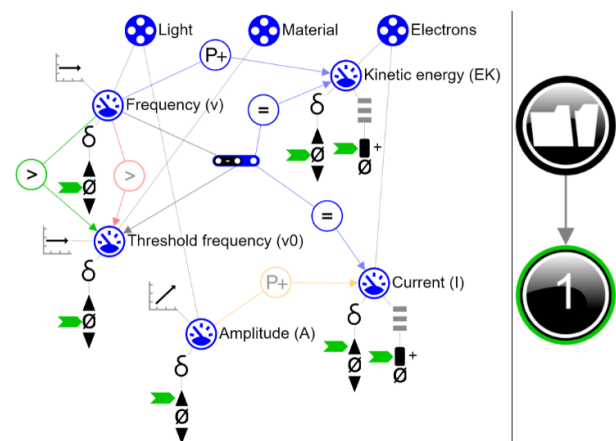 Light
Material
Electrons
P+
Kinetic energy (EK)
Frequency (v)
δ
=
δ
+
Ø
Ø
Ø
>
>
-
=
Threshold frequency (v0)
δ
Current (I)
P+
1
Ø
Amplitude (A)
δ
δ
+
Ø
Ø
Ø